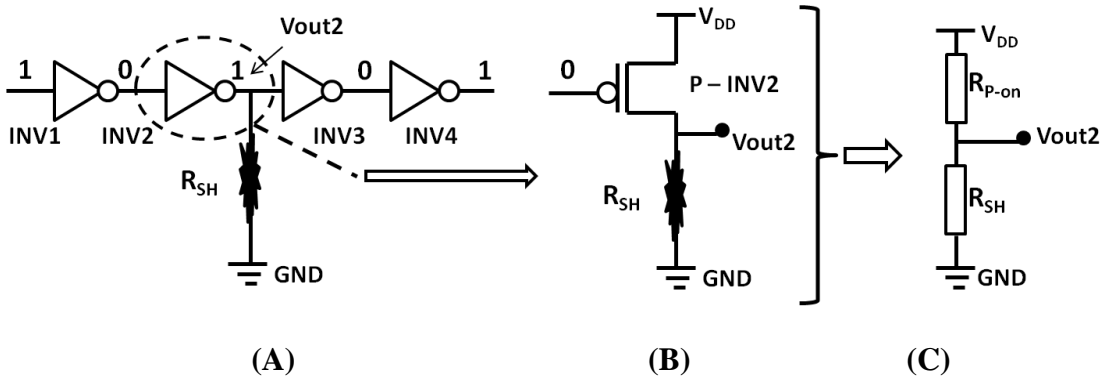 Vout2
1 0 1 0 1
INV1 INV2 INV3 INV4
R_SH
GND
(A)
V_DD
0
P – INV2
Vout2
R_SH
GND
(B)
V_DD
R_P-on
Vout2
R_SH
GND
(C)